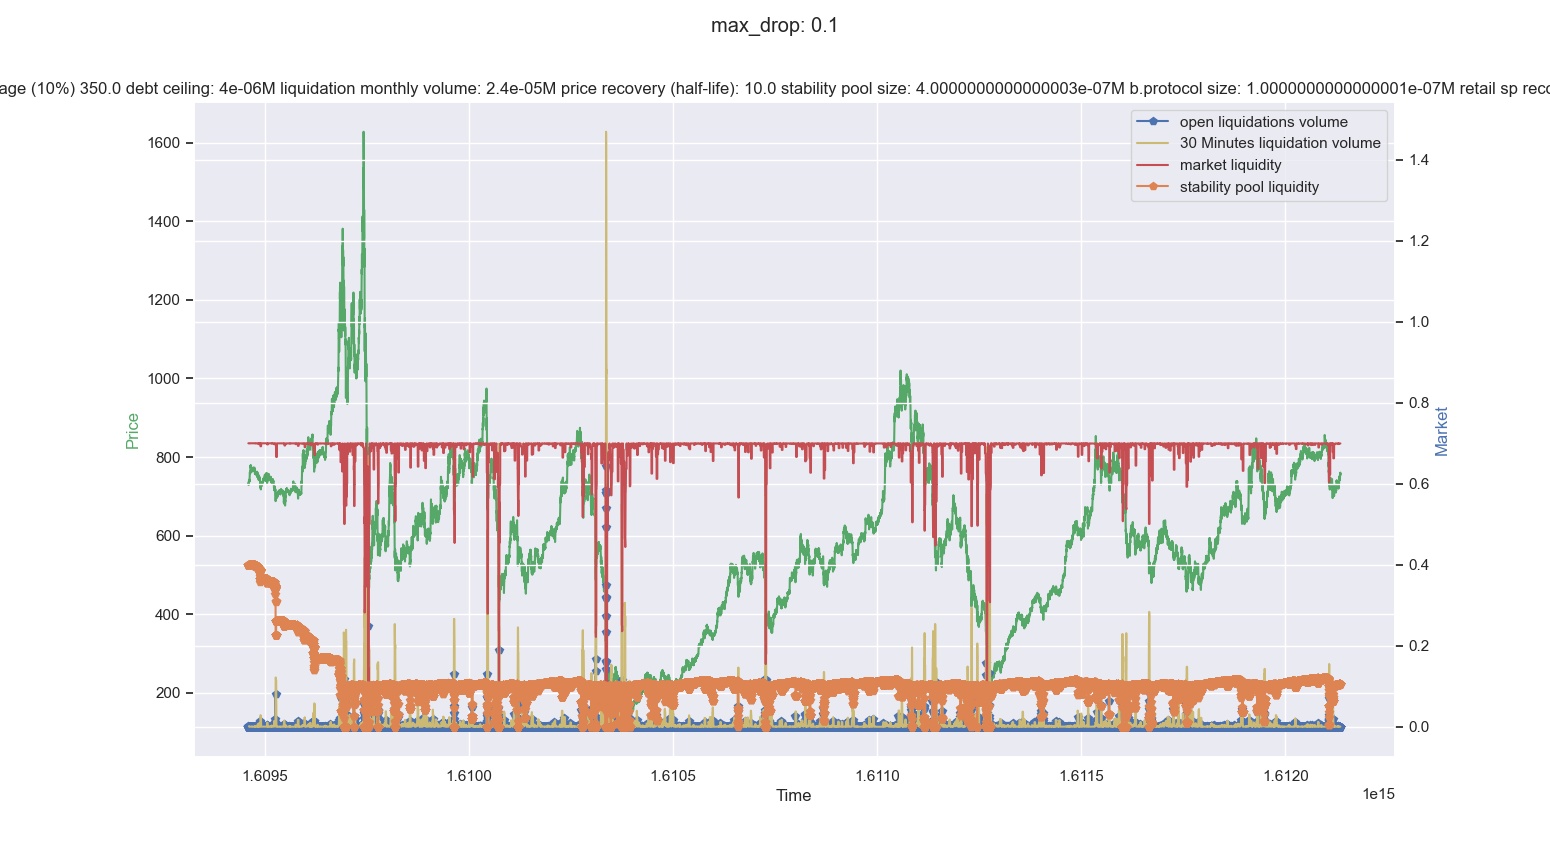 max_drop: 0.1
age (10%) 350.0 debt ceiling: 4e-06M liquidation monthly volume: 2.4e-05M price recovery (half-life): 10.0 stability pool size: 4.0000000000000003e-07M b.protocol size: 1.0000000000000001e-07M retail sp reco
open liquidations volume
30 Minutes liquidation volume
market liquidity
stability pool liquidity
1600
1400
1200
1000
800
600
400
200
Price
1.4
1.2
1.0
0.8
0.6
0.4
0.2
0.0
Market
1.6095
1.6100
1.6105
1.6110
1.6115
1.6120
1e15
Time